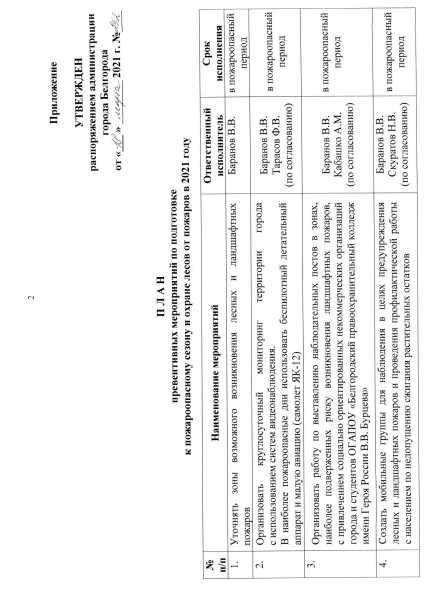 2
Приложение
УТВЕРЖДЕН
распоряжением администрации
города Белгорода
от « » марта 2021 г. №
П Л А Н
превентивных мероприятий по подготовке
к пожароопасному сезону и охране лесов от пожаров в 2021 году
№ п/п
Наименование мероприятий
Ответственный исполнитель
Срок исполнения
1.
Уточнять зоны возможного возникновения лесных и ландшафтных
пожаров
Баранов В.В.
в пожароопасный
период
2.
Организовать круглосуточный мониторинг территории города
с использованием систем видеонаблюдения.
В наиболее пожароопасные дни использовать беспилотный летательный
аппарат и малую авиацию (самолет ЯК-12)
Баранов В.В.
Тарасов Ф.В.
(по согласованию)
в пожароопасный
период
3.
Организовать работу по выставлению наблюдательных постов в зонах,
наиболее подверженных риску возникновения ландшафтных пожаров,
с привлечением социально ориентированных некоммерческих организаций
города и студентов ОГАПОУ «Белгородский правоохранительный колледж
имени Героя России В.В. Бурцева»
Баранов В.В.
Кабашко А.М.
(по согласованию)
в пожароопасный
период
4.
Создать мобильные группы для наблюдения в целях предупреждения
лесных и ландшафтных пожаров и проведения профилактической работы
с населением по недопущению сжигания растительных остатков
Баранов В.В.
Скуратов Н.В.
(по согласованию)
в пожароопасный
период